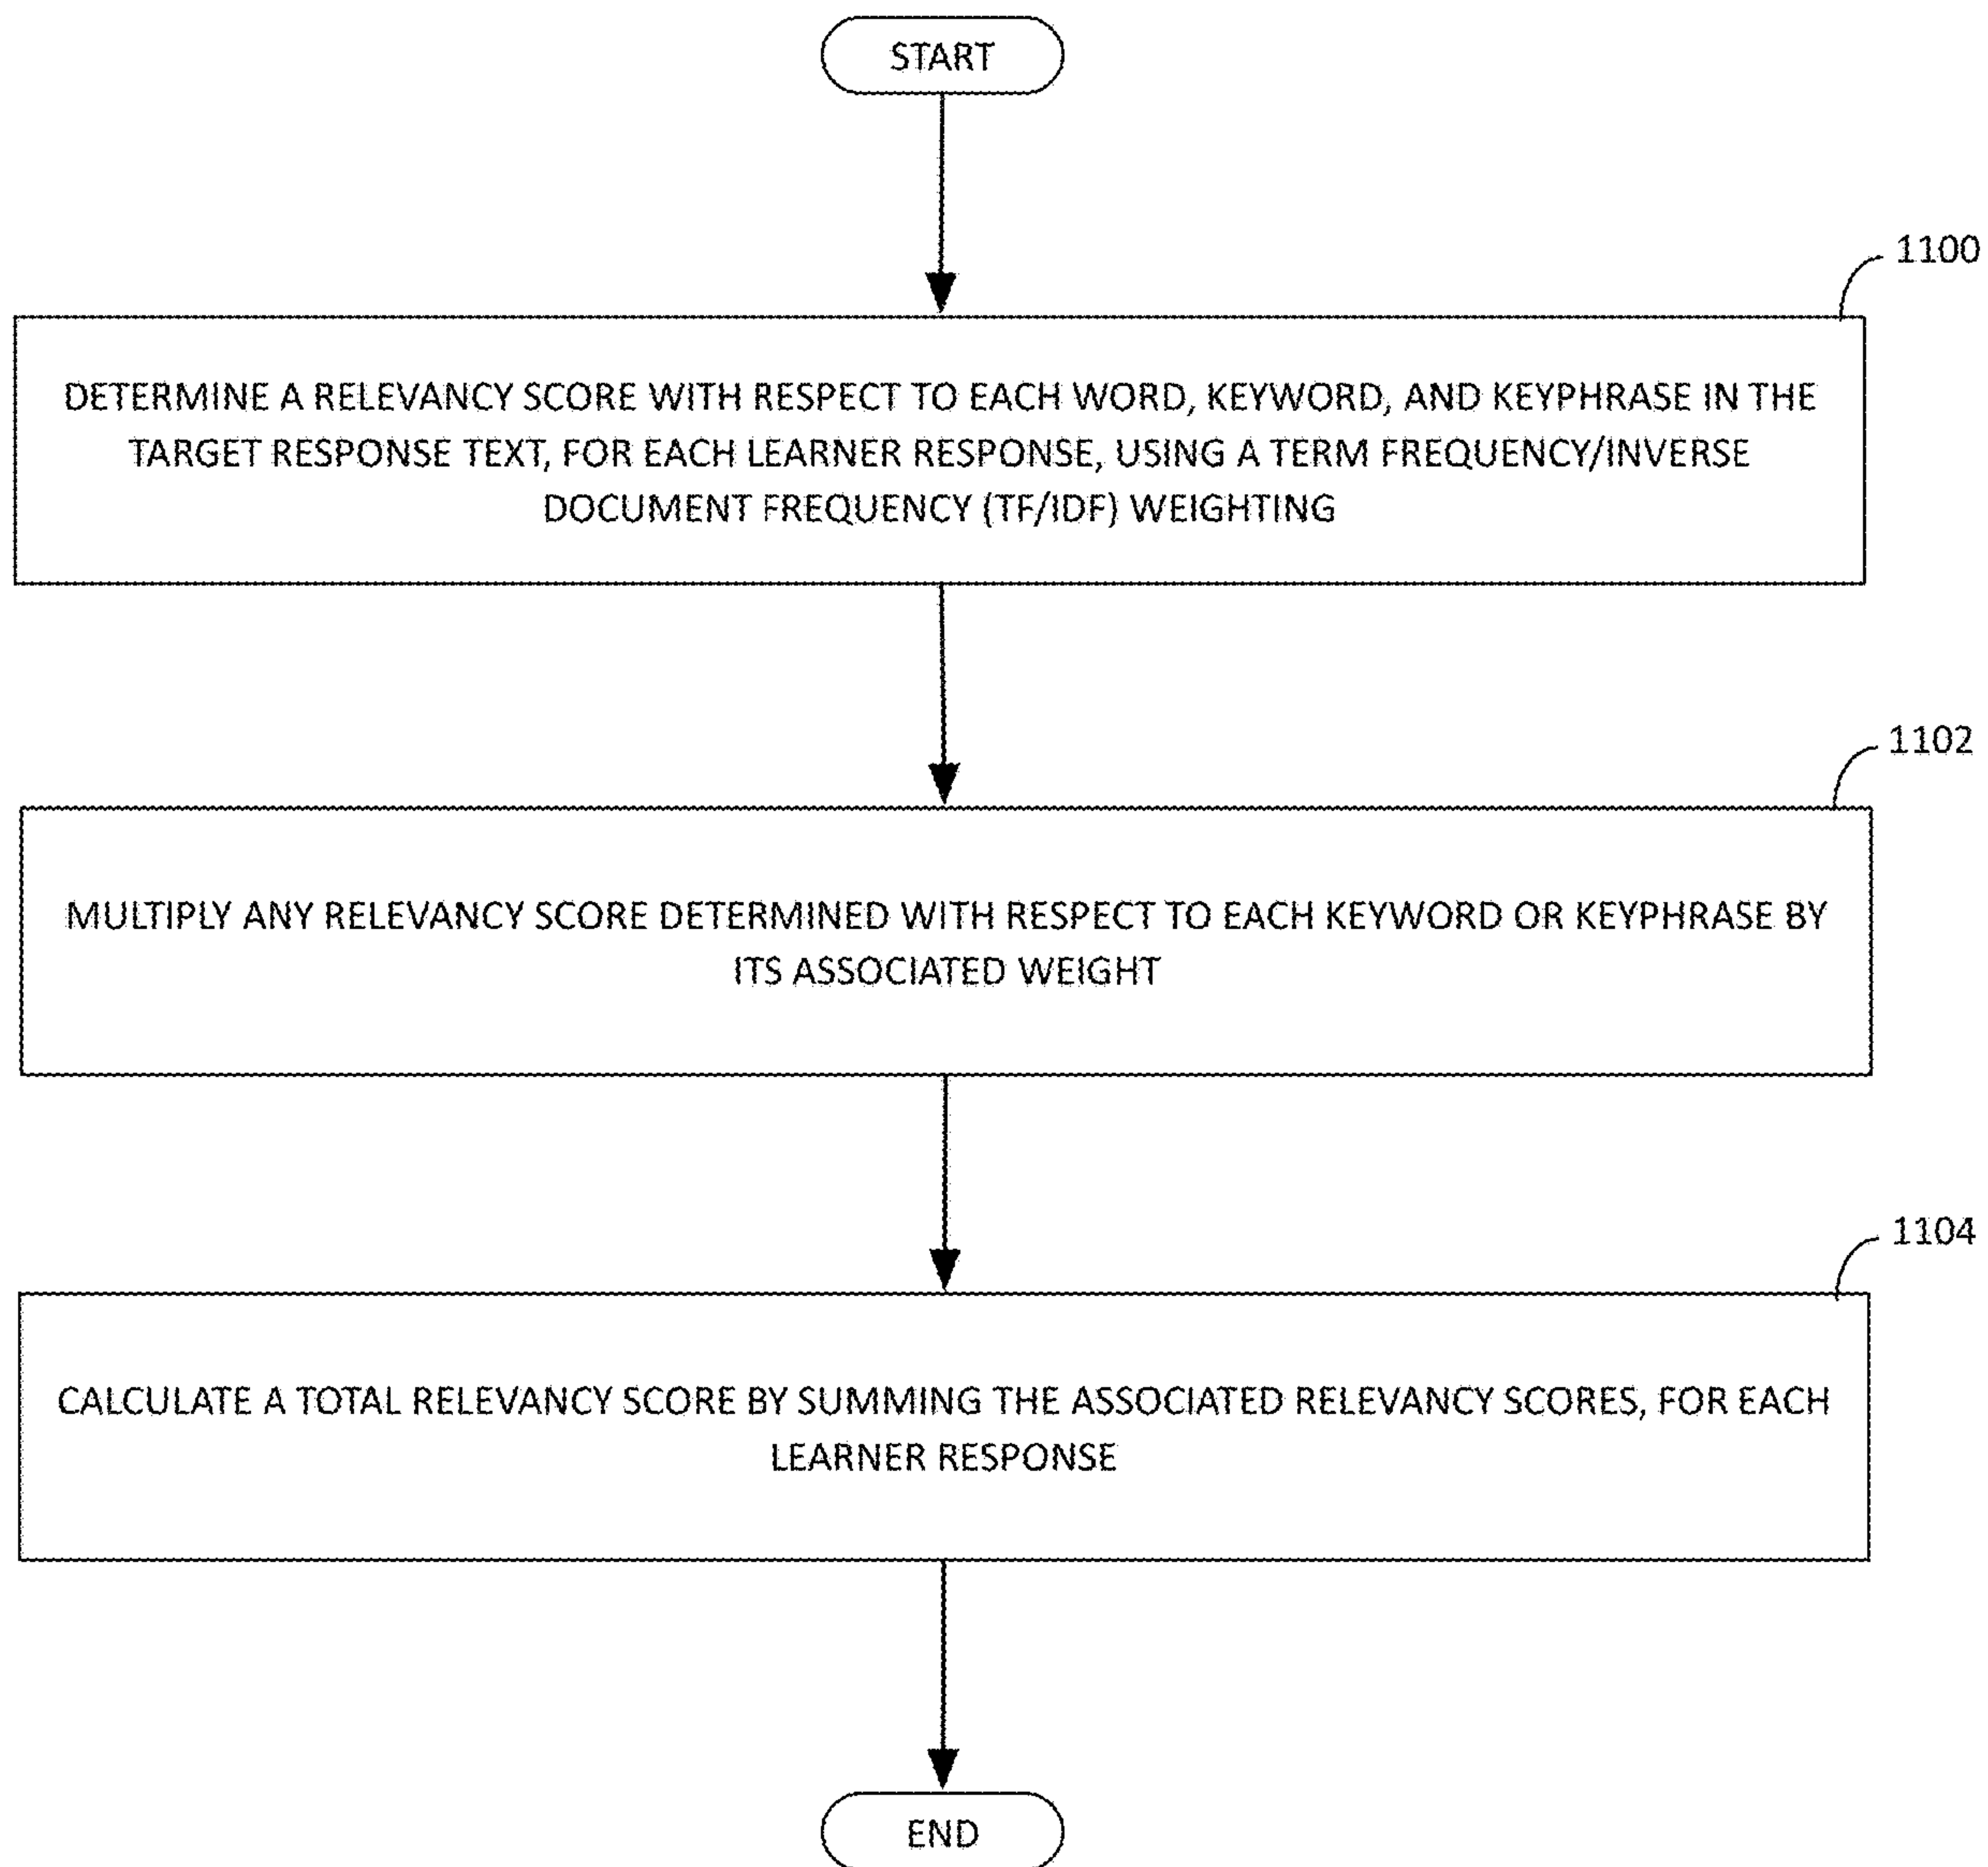 START
1100
DETERMINE A RELEVANCY SCORE WITH RESPECT TO EACH WORD, KEYWORD, AND KEYPHRASE IN THE
TARGET RESPONSE TEXT, FOR EACH LEARNER RESPONSE, USING A TERM FREQUENCY/INVERSE
DOCUMENT FREQUENCY (TF/IDF) WEIGHTING
1102
MULTIPLY ANY RELEVANCY SCORE DETERMINED WITH RESPECT TO EACH KEYWORD OR KEYPHRASE BY
ITS ASSOCIATED WEIGHT
1104
CALCULATE A TOTAL RELEVANCY SCORE BY SUMMING THE ASSOCIATED RELEVANCY SCORES, FOR EACH
LEARNER RESPONSE
END